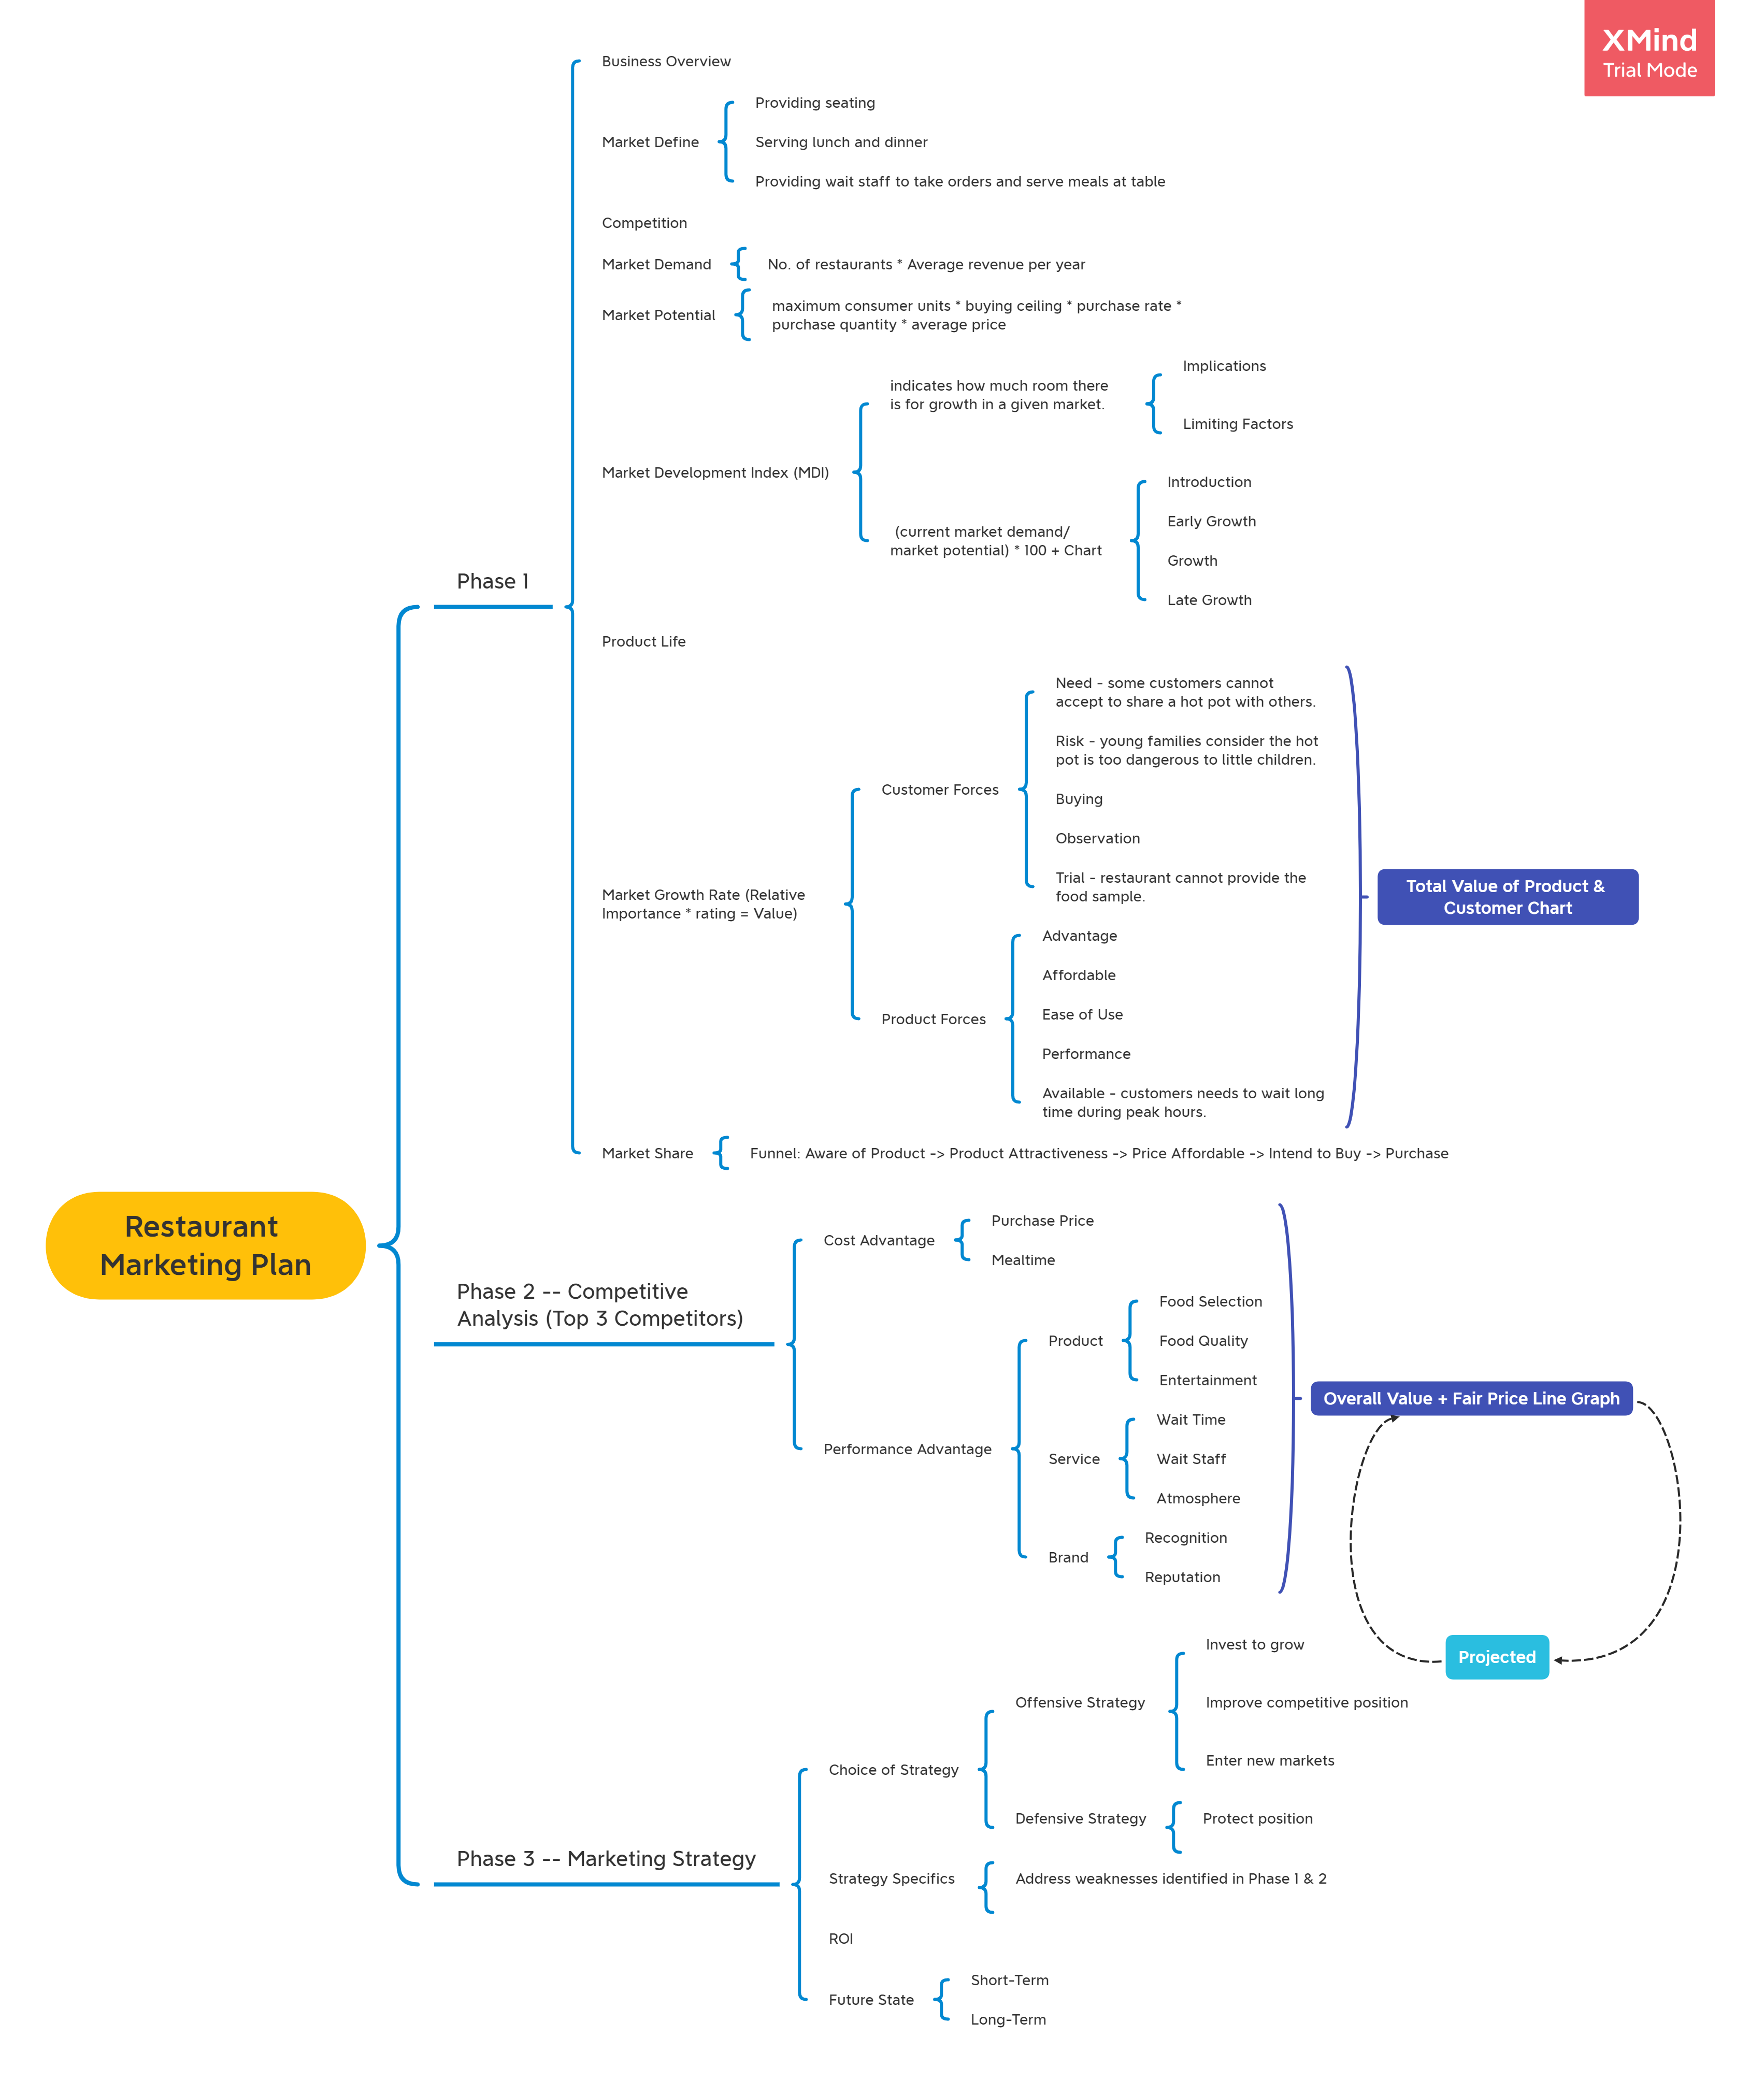 XMind
Trial Mode
Business Overview
Market Define
Providing seating
Serving lunch and dinner
Providing wait staff to take orders and serve meals at table
Competition
Market Demand
No. of restaurants * Average revenue per year
Market Potential
maximum consumer units * buying ceiling * purchase rate *
purchase quantity * average price
Market Development Index (MDI)
indicates how much room there
is for growth in a given market.
Implications
Limiting Factors
(current market demand/
market potential) * 100 + Chart
Introduction
Early Growth
Growth
Late Growth
Phase 1
Product Life
Market Growth Rate (Relative
Importance * rating = Value)
Customer Forces
Need - some customers cannot
accept to share a hot pot with others.
Risk - young families consider the hot
pot is too dangerous to little children.
Buying
Observation
Trial - restaurant cannot provide the
food sample.
Product Forces
Advantage
Affordable
Ease of Use
Performance
Available - customers needs to wait long
time during peak hours.
Total Value of Product &
Customer Chart
Market Share
Funnel: Aware of Product -> Product Attractiveness -> Price Affordable -> Intend to Buy -> Purchase
Restaurant
Marketing Plan
Phase 2 -- Competitive
Analysis (Top 3 Competitors)
Cost Advantage
Purchase Price
Mealtime
Performance Advantage
Product
Food Selection
Food Quality
Entertainment
Service
Wait Time
Wait Staff
Atmosphere
Brand
Recognition
Reputation
Overall Value + Fair Price Line Graph
Projected
Phase 3 -- Marketing Strategy
Choice of Strategy
Offensive Strategy
Invest to grow
Improve competitive position
Enter new markets
Defensive Strategy
Protect position
Strategy Specifics
Address weaknesses identified in Phase 1 & 2
ROI
Future State
Short-Term
Long-Term